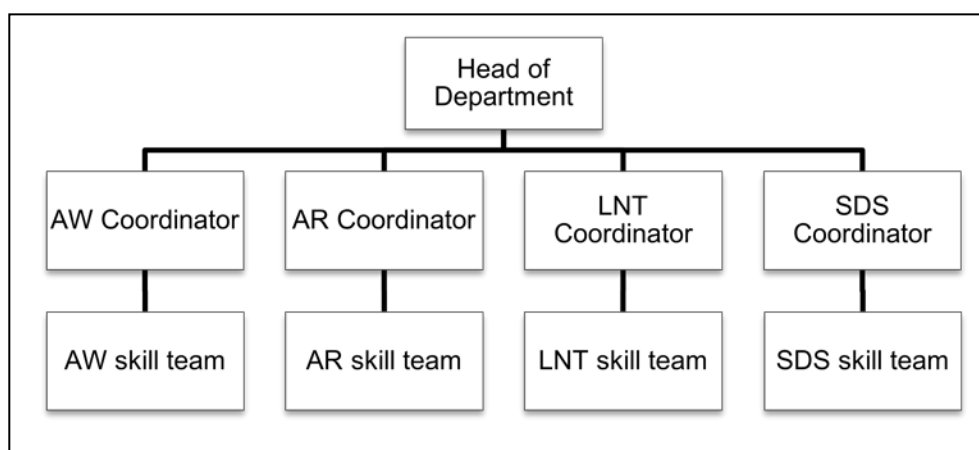 Head of
Department
AW Coordinator
AR Coordinator
LNT
Coordinator
SDS
Coordinator
AW skill team
AR skill team
LNT skill team
SDS skill team